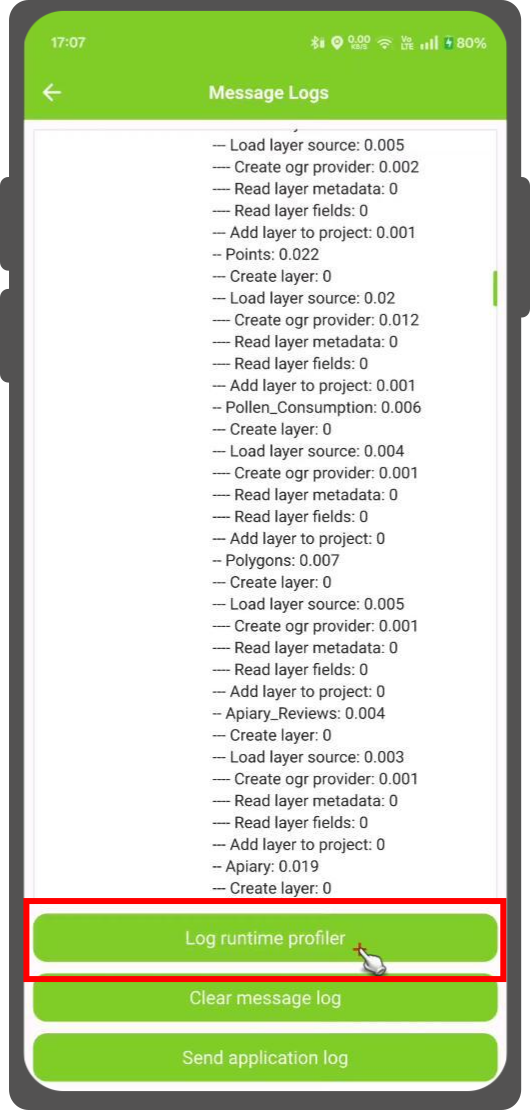 17:07 0.00 KB/S Vo LTE 80%
Message Logs
--- Load layer source: 0.005
---- Create ogr provider: 0.002
---- Read layer metadata: 0
---- Read layer fields: 0
--- Add layer to project: 0.001
-- Points: 0.022
--- Create layer: 0
--- Load layer source: 0.02
---- Create ogr provider: 0.012
---- Read layer metadata: 0
---- Read layer fields: 0
--- Add layer to project: 0.001
-- Pollen_Consumption: 0.006
--- Create layer: 0
--- Load layer source: 0.004
---- Create ogr provider: 0.001
---- Read layer metadata: 0
---- Read layer fields: 0
--- Add layer to project: 0
-- Polygons: 0.007
--- Create layer: 0
--- Load layer source: 0.005
---- Create ogr provider: 0.001
---- Read layer metadata: 0
---- Read layer fields: 0
--- Add layer to project: 0
-- Apiary_Reviews: 0.004
--- Create layer: 0
--- Load layer source: 0.003
---- Create ogr provider: 0.001
---- Read layer metadata: 0
---- Read layer fields: 0
--- Add layer to project: 0
-- Apiary: 0.019
--- Create layer: 0
Log runtime profiler
Clear message log
Send application log